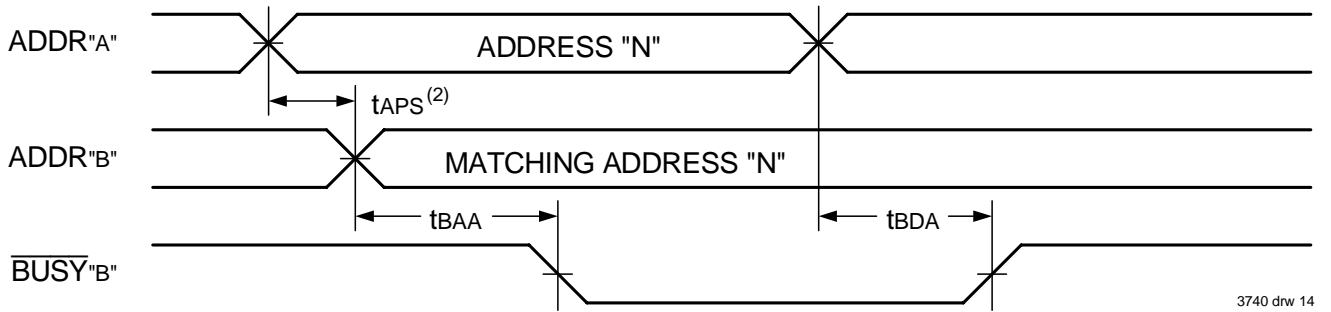 ADDR"A"
ADDRESS "N"
tAPS(2)
ADDR"B"
MATCHING ADDRESS "N"
tBAA
tBDA
BUSY"B"
3740 drw 14